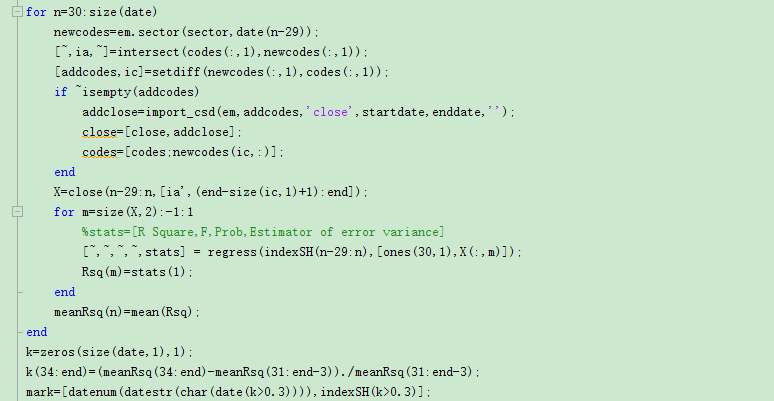 for n=30:size(date)
newcodes=em.sector(sector,date(n-29));
[~,ia,~]=intersect(codes(:,1),newcodes(:,1));
[addcodes,ic]=setdiff(newcodes(:,1),codes(:,1));
if ~isempty(addcodes)
addclose=import_csd(em,addcodes,'close',startdate,enddate,'');
close=[close,addclose];
codes=[codes;newcodes(ic,:)];
end
X=close(n-29:n,[ia',(end-size(ic,1)+1):end]);
for m=size(X,2):-1:1
%stats=[R Square,F,Prob,Estimator of error variance]
[~,~,~,~,stats] = regress(indexSH(n-29:n),[ones(30,1),X(:,m)]);
Rsq(m)=stats(1);
end
meanRsq(n)=mean(Rsq);
end
k=zeros(size(date,1),1);
k(34:end)=(meanRsq(34:end)-meanRsq(31:end-3))./meanRsq(31:end-3);
mark=[datenum(datestr(char(date(k>0.3)))),indexSH(k>0.3)];